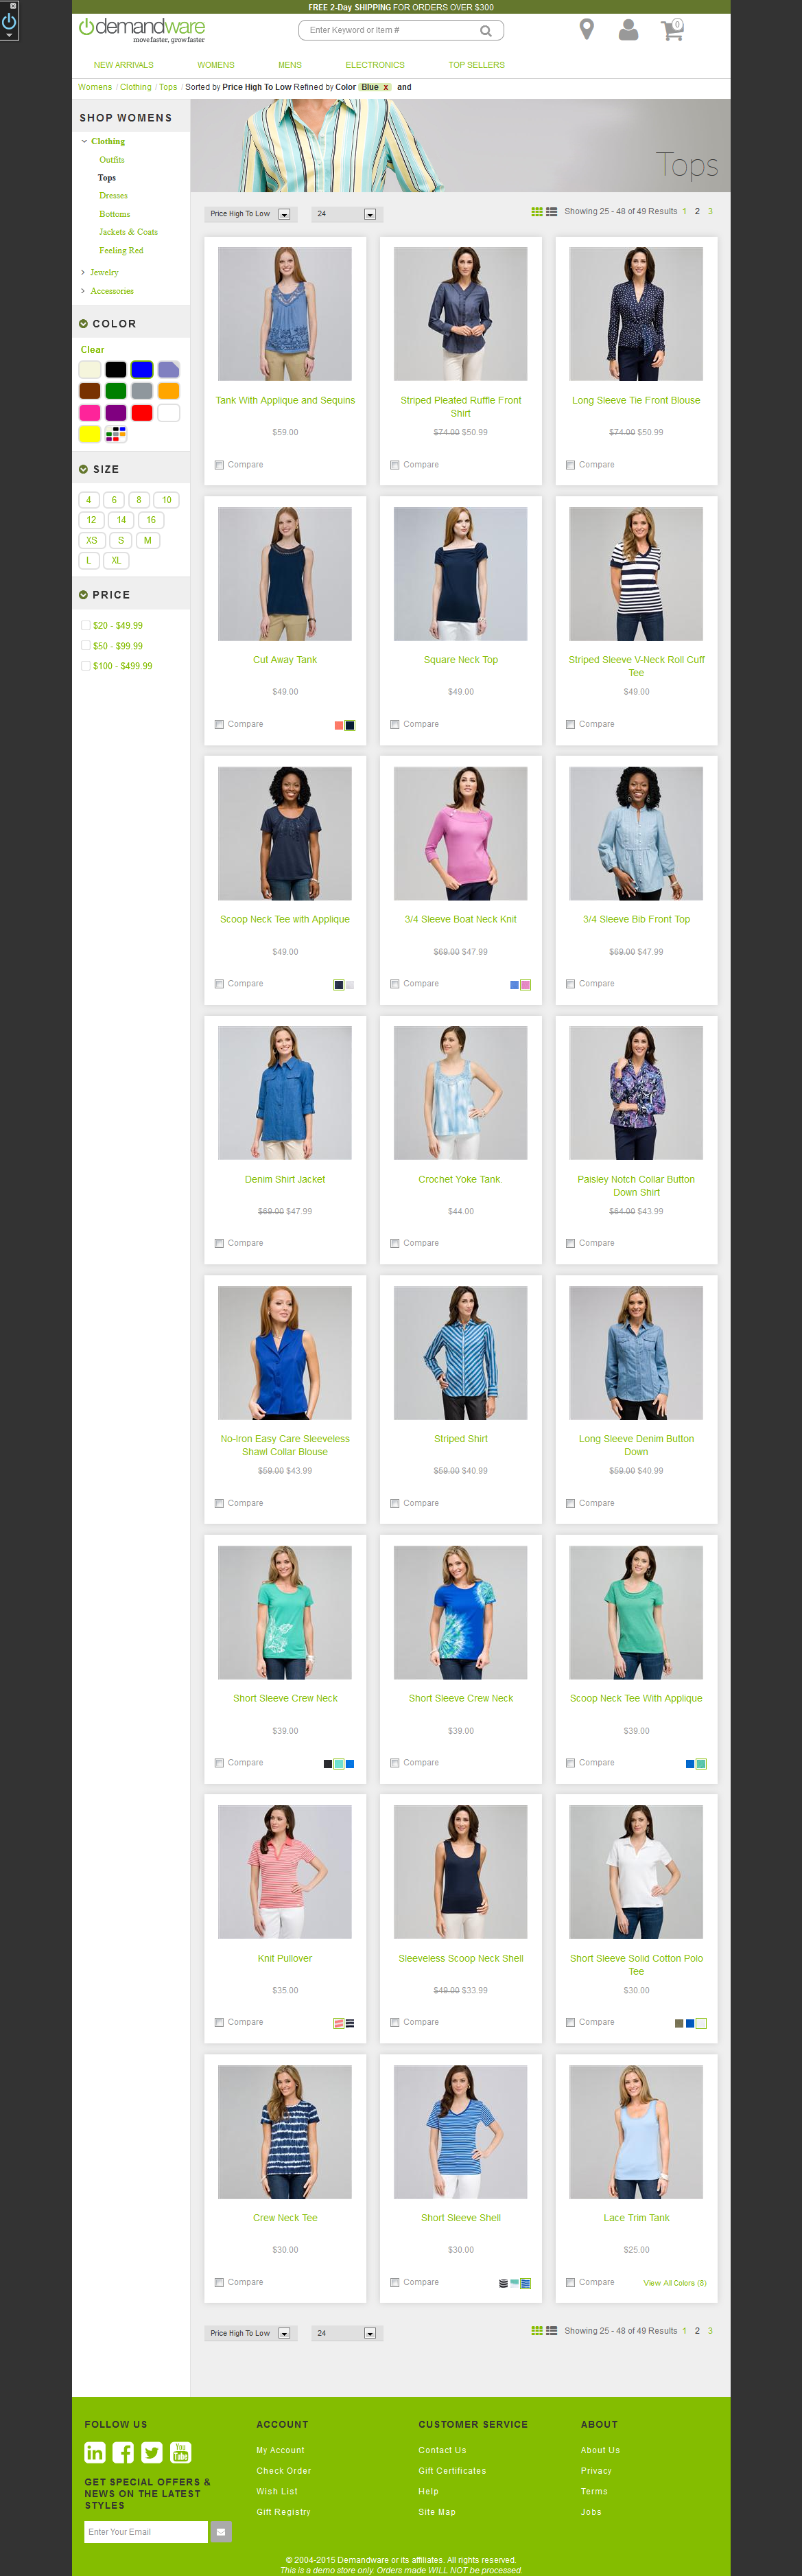 FREE 2-Day SHIPPING FOR ORDERS OVER $300
demandware
move faster, grow faster
Enter Keyword or Item #
0
NEW ARRIVALS WOMENS MENS ELECTRONICS TOP SELLERS
Womens / Clothing / Tops / Sorted by Price High To Low Refined by Color Blue x and
SHOP WOMENS
Clothing
Outfits
Tops
Dresses
Bottoms
Jackets & Coats
Feeling Red
Jewelry
Accessories
COLOR
Clear
SIZE
4 6 8 10
12 14 16
XS S M
L XL
PRICE
$20 - $49.99
$50 - $99.99
$100 - $499.99
Tops
Price High To Low 24 Showing 25 - 48 of 49 Results 1 2 3
Tank With Applique and Sequins
$59.00
Compare
Striped Pleated Ruffle Front
Shirt
$74.00 $50.99
Compare
Long Sleeve Tie Front Blouse
$74.00 $50.99
Compare
Cut Away Tank
$49.00
Compare
Square Neck Top
$49.00
Compare
Striped Sleeve V-Neck Roll Cuff
Tee
$49.00
Compare
Scoop Neck Tee with Applique
$49.00
Compare
3/4 Sleeve Boat Neck Knit
$69.00 $47.99
Compare
3/4 Sleeve Bib Front Top
$69.00 $47.99
Compare
Denim Shirt Jacket
$69.00 $47.99
Compare
Crochet Yoke Tank.
$44.00
Compare
Paisley Notch Collar Button
Down Shirt
$64.00 $43.99
Compare
No-Iron Easy Care Sleeveless
Shawl Collar Blouse
$59.00 $43.99
Compare
Striped Shirt
$59.00 $40.99
Compare
Long Sleeve Denim Button
Down
$59.00 $40.99
Compare
Short Sleeve Crew Neck
$39.00
Compare
Short Sleeve Crew Neck
$39.00
Compare
Scoop Neck Tee With Applique
$39.00
Compare
Knit Pullover
$35.00
Compare
Sleeveless Scoop Neck Shell
$49.00 $33.99
Compare
Short Sleeve Solid Cotton Polo
Tee
$30.00
Compare
Crew Neck Tee
$30.00
Compare
Short Sleeve Shell
$30.00
Compare
Lace Trim Tank
$25.00
Compare View All Colors (8)
Price High To Low 24 Showing 25 - 48 of 49 Results 1 2 3
FOLLOW US
You Tube
GET SPECIAL OFFERS &
NEWS ON THE LATEST
STYLES
Enter Your Email
ACCOUNT
My Account
Check Order
Wish List
Gift Registry
CUSTOMER SERVICE
Contact Us
Gift Certificates
Help
Site Map
ABOUT
About Us
Privacy
Terms
Jobs
© 2004-2015 Demandware or its affiliates. All rights reserved.
This is a demo store only. Orders made WILL NOT be processed.